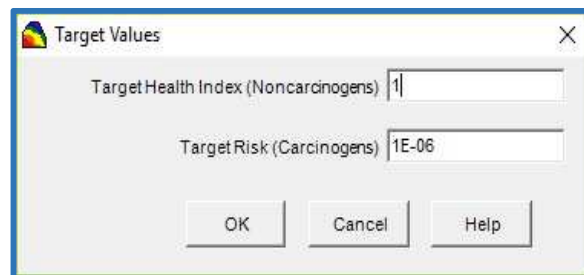 Target Values
Target Health Index (Noncarcinogens) 1
Target Risk (Carcinogens) 1E-06
OK Cancel Help